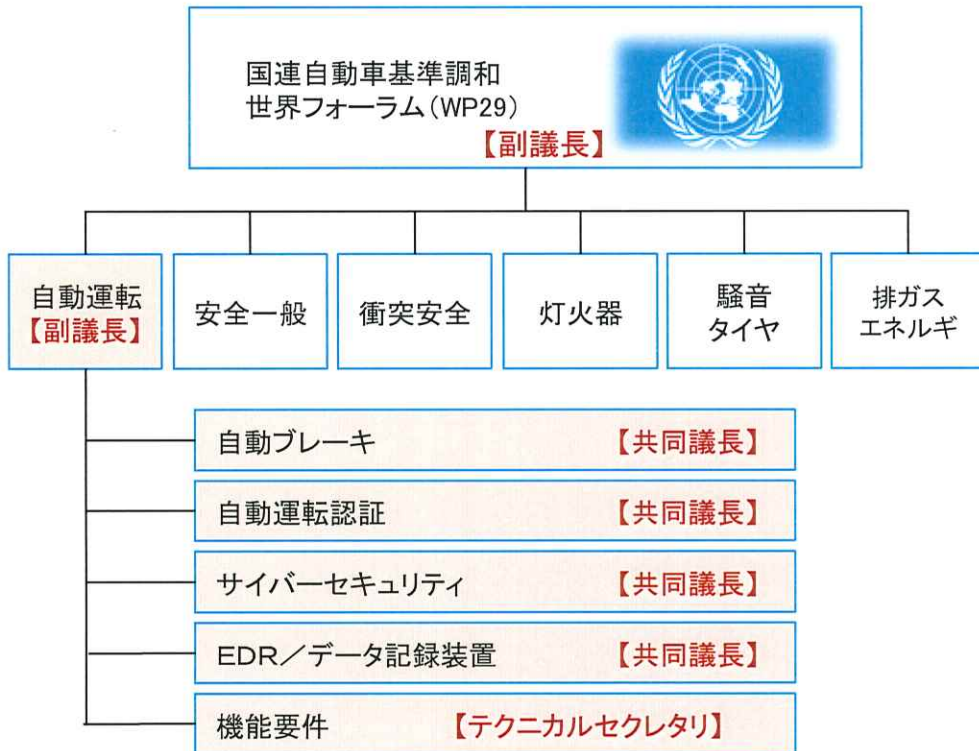 国連自動車基準調和
世界フォーラム(WP29)
【副議長】
自動運転
【副議長】
安全一般
衝突安全
灯火器
騒音
タイヤ
排ガス
エネルギ
自動ブレーキ 【共同議長】
自動運転認証 【共同議長】
サイバーセキュリティ 【共同議長】
EDR／データ記録装置 【共同議長】
機能要件 【テクニカルセクレタリ】